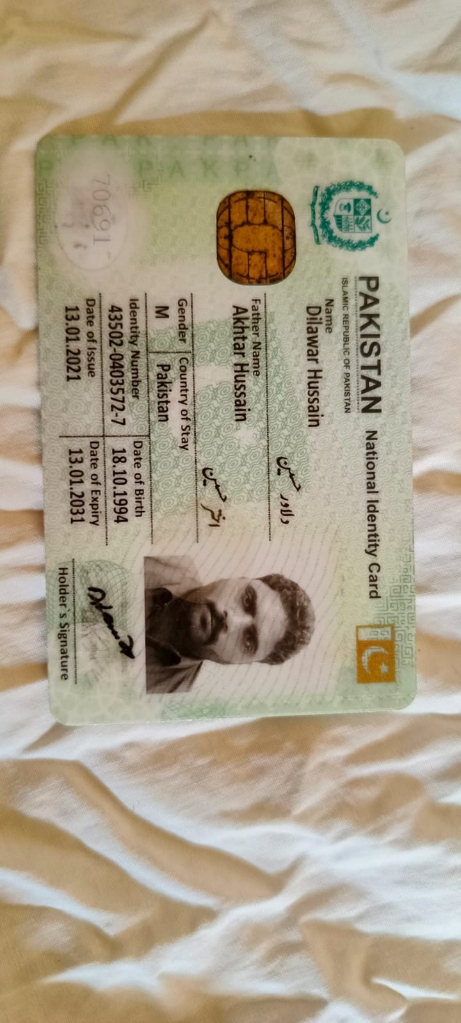 PAKISTAN National Identity Card
ISLAMIC REPUBLIC OF PAKISTAN
Name
Dilawar Hussain
دلاور حسین
Father Name
Akhtar Hussain
اختر حسین
Gender Country of Stay
M Pakistan
Identity Number Date of Birth
43502-0403572-7 18.10.1994
Date of Issue Date of Expiry
13.01.2021 13.01.2031
Holder's Signature
70691